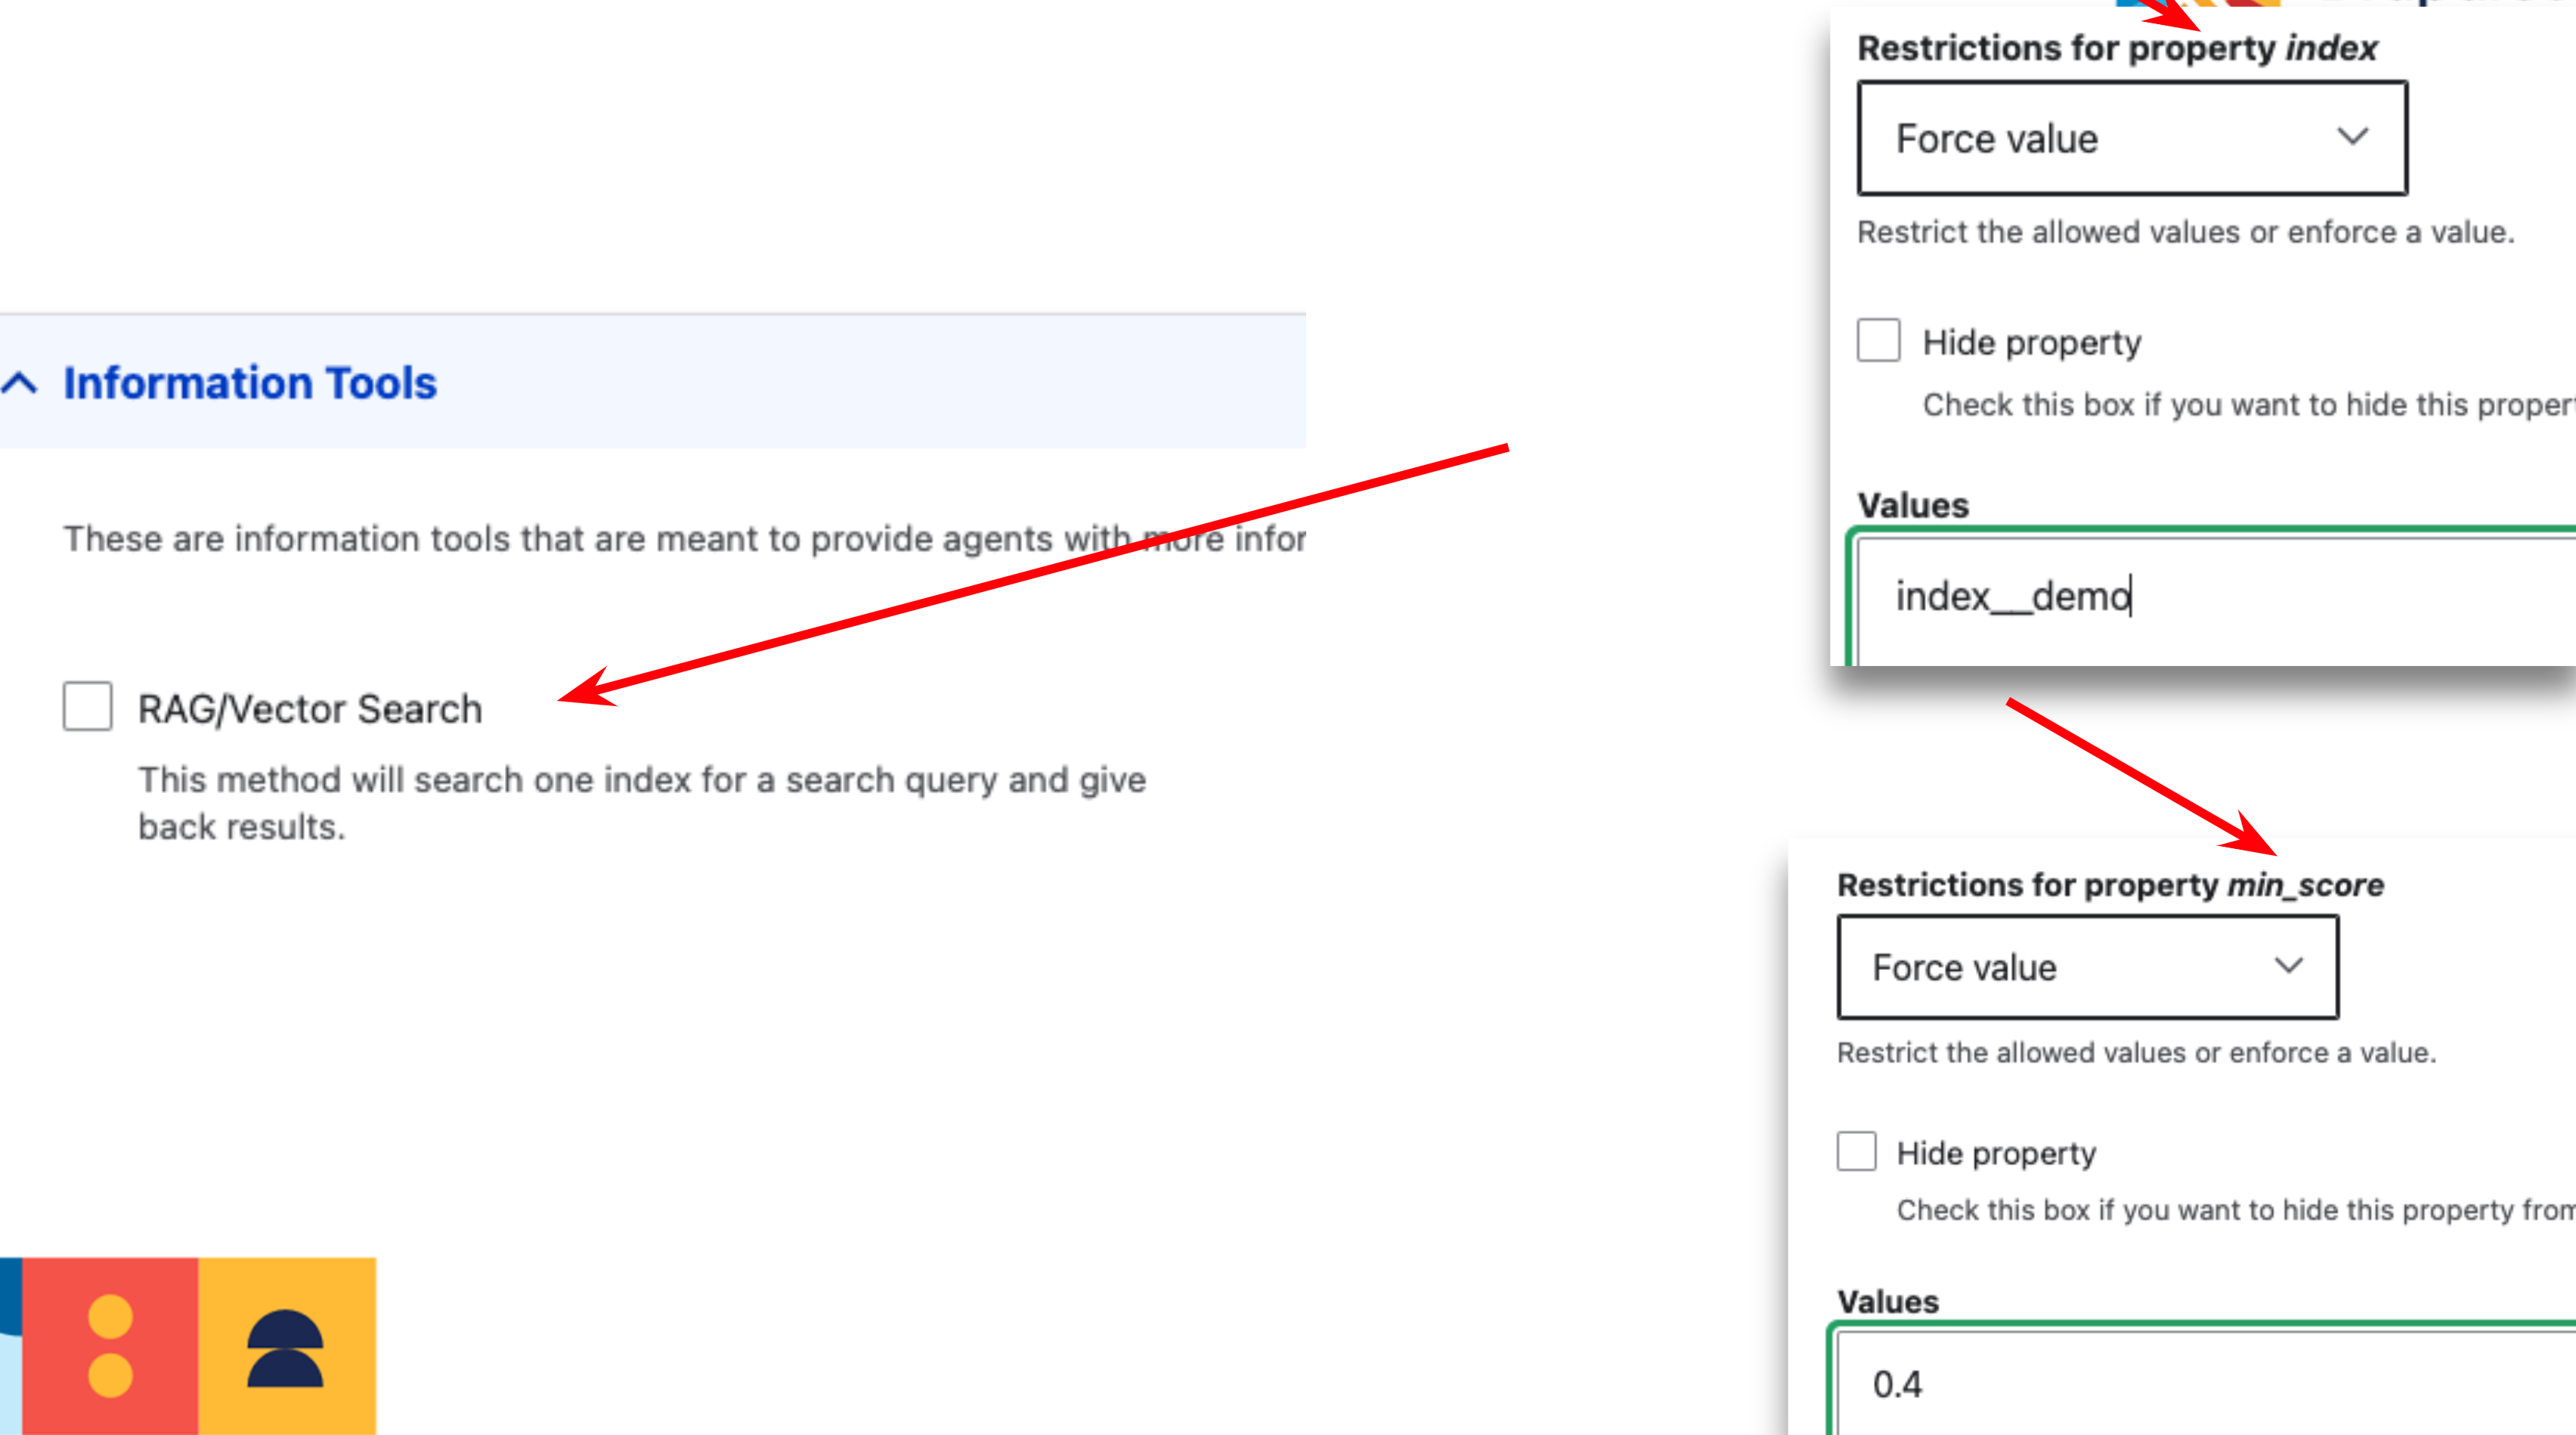 Information Tools
These are information tools that are meant to provide agents with more
RAG/Vector Search
This method will search one index for a search query and give
back results.
Restrictions for property index
Force value
Restrict the allowed values or enforce a value.
Hide property
Check this box if you want to hide this
Values
index__demo
Restrictions for property min_score
Force value
Restrict the allowed values or enforce a value.
Hide property
Check this box if you want to hide this property from
Values
0.4